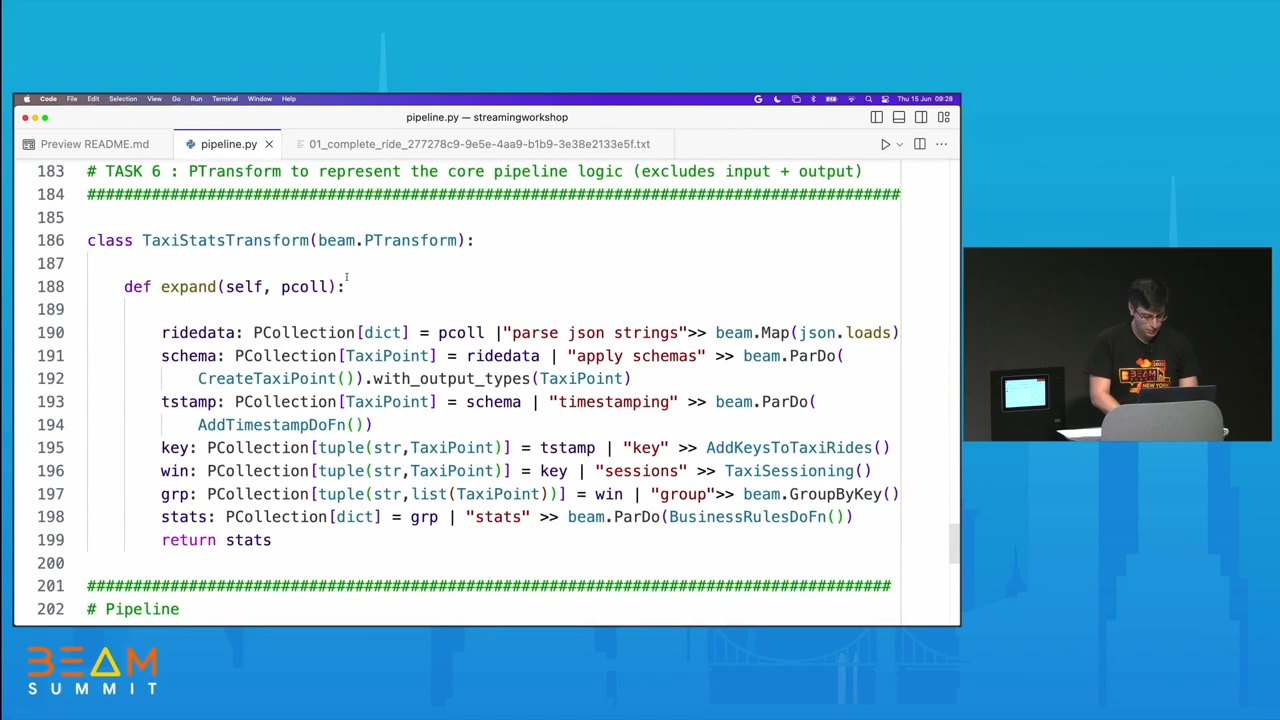 Code File Edit Selection View Go Run Terminal Window Help Thu 15 Jun 09:28
pipeline.py — streamingworkshop
Preview README.md pipeline.py 01_complete_ride_277278c9-9e5e-4aa9-b1b9-3e38e2133e5f.txt
183 # TASK 6 : PTransform to represent the core pipeline logic (excludes input + output)
184 ########################################################################################
185
186 class TaxiStatsTransform(beam.PTransform):
187
188 def expand(self, pcoll):
189
190 ridedata: PCollection[dict] = pcoll |"parse json strings">> beam.Map(json.loads)
191 schema: PCollection[TaxiPoint] = ridedata | "apply schemas" >> beam.ParDo(
192 CreateTaxiPoint()).with_output_types(TaxiPoint)
193 tstamp: PCollection[TaxiPoint] = schema | "timestamping" >> beam.ParDo(
194 AddTimestampDoFn())
195 key: PCollection[tuple(str,TaxiPoint)] = tstamp | "key" >> AddKeysToTaxiRides()
196 win: PCollection[tuple(str,TaxiPoint)] = key | "sessions" >> TaxiSessioning()
197 grp: PCollection[tuple(str,list(TaxiPoint))] = win | "group">> beam.GroupByKey()
198 stats: PCollection[dict] = grp | "stats" >> beam.ParDo(BusinessRulesDoFn())
199 return stats
200
201 #######################################################################################
202 # Pipeline
BEAM
SUMMIT
BEAM
SUMMIT
NEW YORK